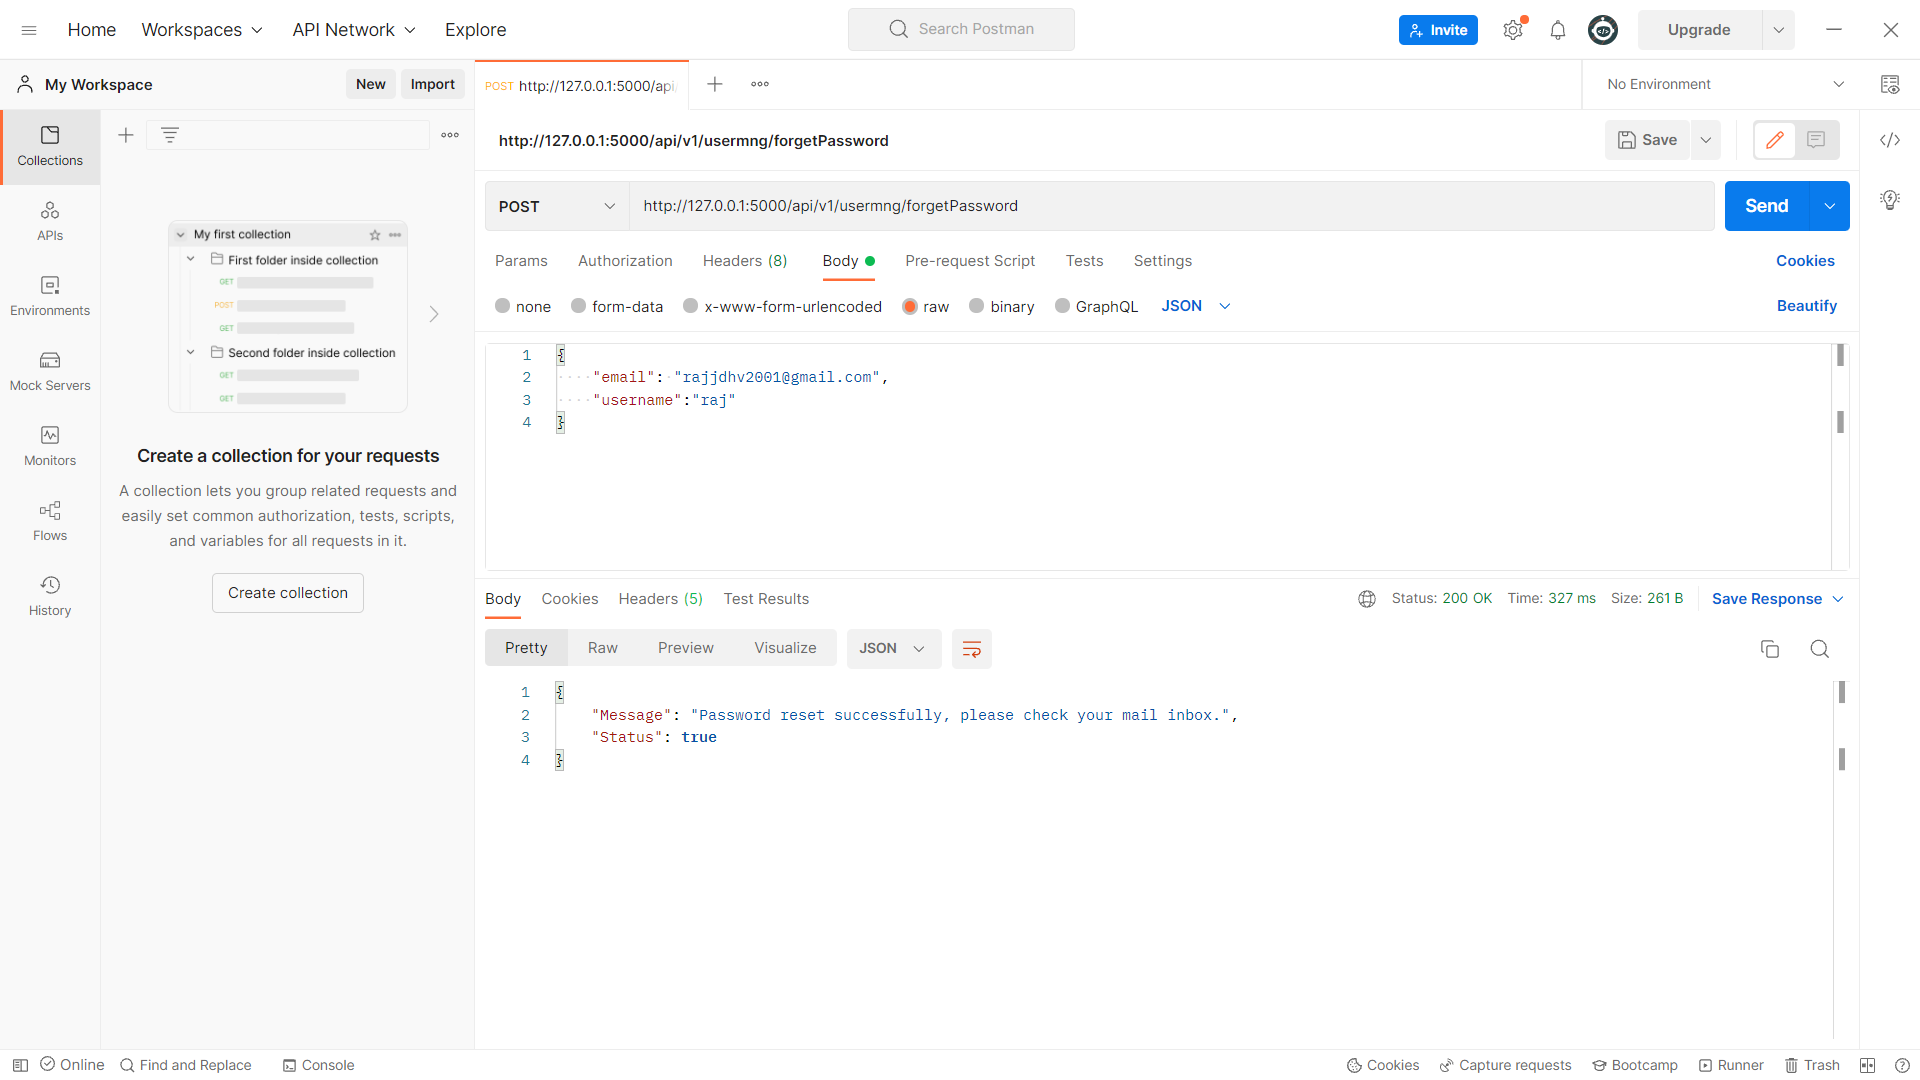 Home Workspaces API Network Explore Search Postman Invite Upgrade
My Workspace New Import POST http://127.0.0.1:5000/api No Environment
Collections
APIs
Environments
Mock Servers
Monitors
Flows
History
My first collection
First folder inside collection
GET
POST
GET
Second folder inside collection
GET
GET
Create a collection for your requests
A collection lets you group related requests and
easily set common authorization, tests, scripts,
and variables for all requests in it.
Create collection
http://127.0.0.1:5000/api/v1/usermng/forgetPassword Save
POST http://127.0.0.1:5000/api/v1/usermng/forgetPassword Send
Params Authorization Headers (8) Body Pre-request Script Tests Settings Cookies
none form-data x-www-form-urlencoded raw binary GraphQL JSON Beautify
1 {
2 "email": "rajjdhv2001@gmail.com",
3 "username":"raj"
4 }
Body Cookies Headers (5) Test Results Status: 200 OK Time: 327 ms Size: 261 B Save Response
Pretty Raw Preview Visualize JSON
1 {
2 "Message": "Password reset successfully, please check your mail inbox.",
3 "Status": true
4 }
Online Find and Replace Console Cookies Capture requests Bootcamp Runner Trash